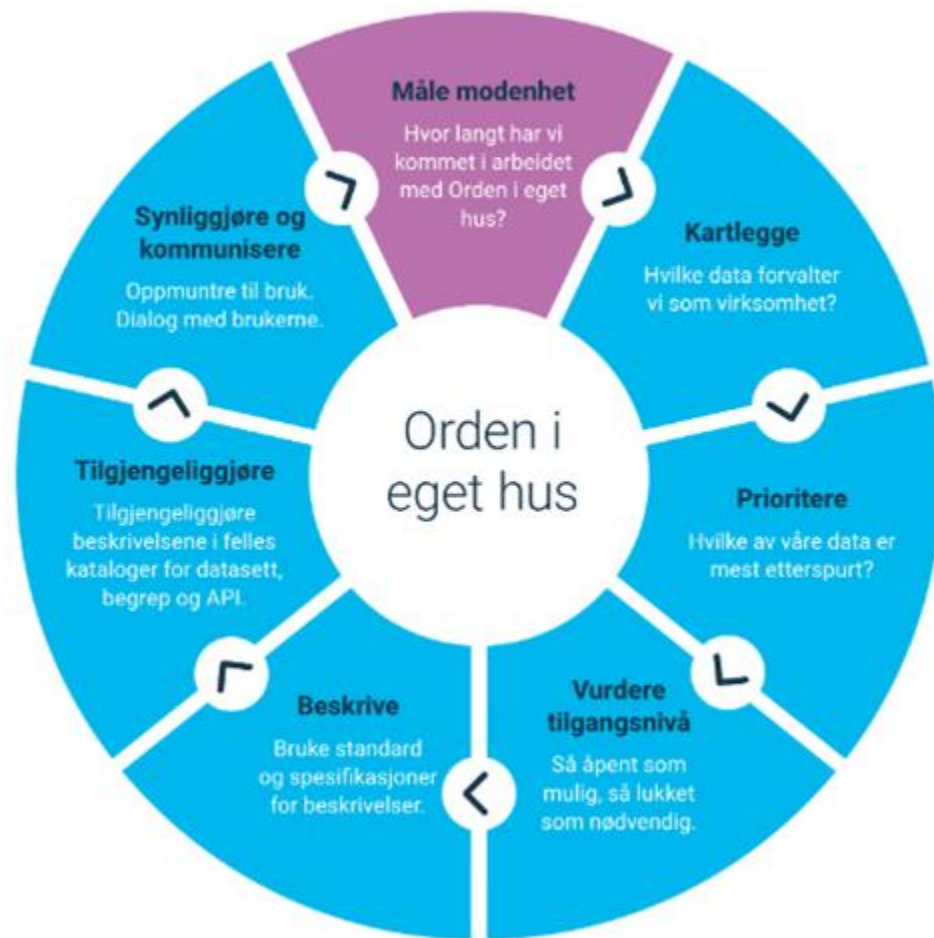 Måle modenhet
Hvor langt har vi
kommet i arbeidet
med Orden i eget
hus?
Kartlegge
Hvilke data forvalter
vi som virksomhet?
Prioritere
Hvilke av våre data er
mest etterspurt?
Vurdere
tilgangsnivå
Så åpent som
mulig, så lukket
som nødvendig.
Beskrive
Bruke standard
og spesifikasjoner
for beskrivelser.
Tilgjengeliggjøre
Tilgjengeliggjøre
beskrivelsene i felles
kataloger for datasett,
begrep og API.
Synliggjøre og
kommunisere
Oppmuntre til bruk.
Dialog med brukerne.
Orden i
eget hus